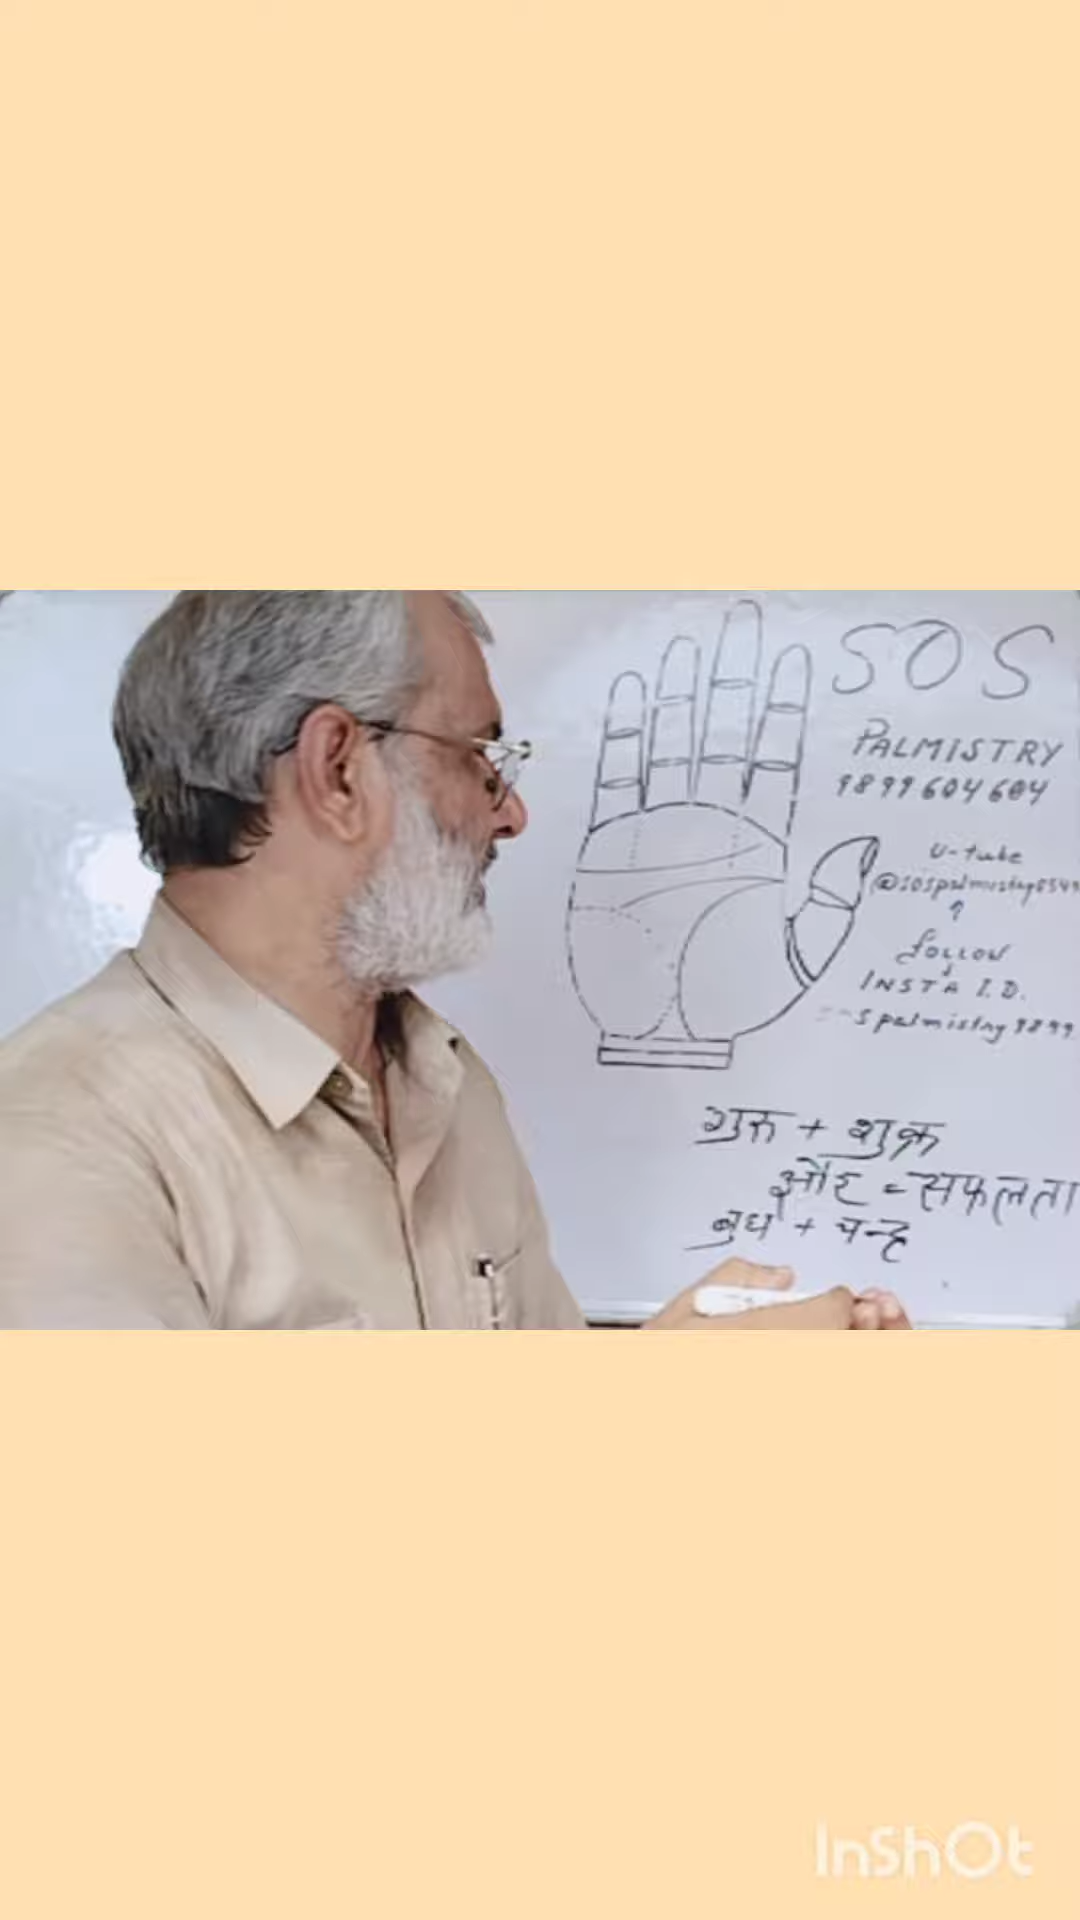 SOS
PALMISTRY
9899604604
U-tube
follow
INSTA I.D.
गुरु + शुक्र
और = सफलता
बुध + चन्द्र
InShOt